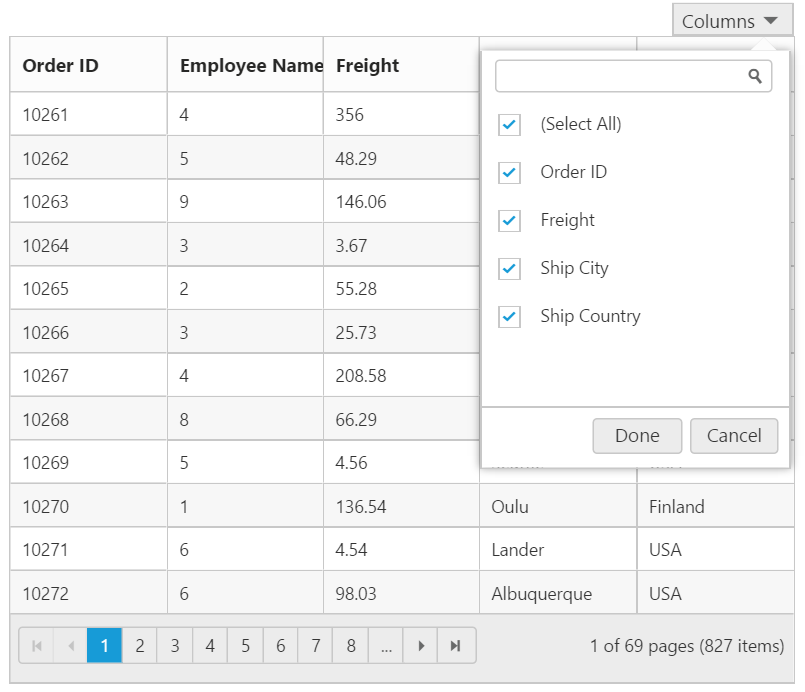 Columns
Order ID Employee Name Freight
(Select All)
Order ID
Freight
Ship City
Ship Country
Done Cancel
10261 4 356
10262 5 48.29
10263 9 146.06
10264 3 3.67
10265 2 55.28
10266 3 25.73
10267 4 208.58
10268 8 66.29
10269 5 4.56
10270 1 136.54 Oulu Finland
10271 6 4.54 Lander USA
10272 6 98.03 Albuquerque USA
1 2 3 4 5 6 7 8 ... 1 of 69 pages (827 items)